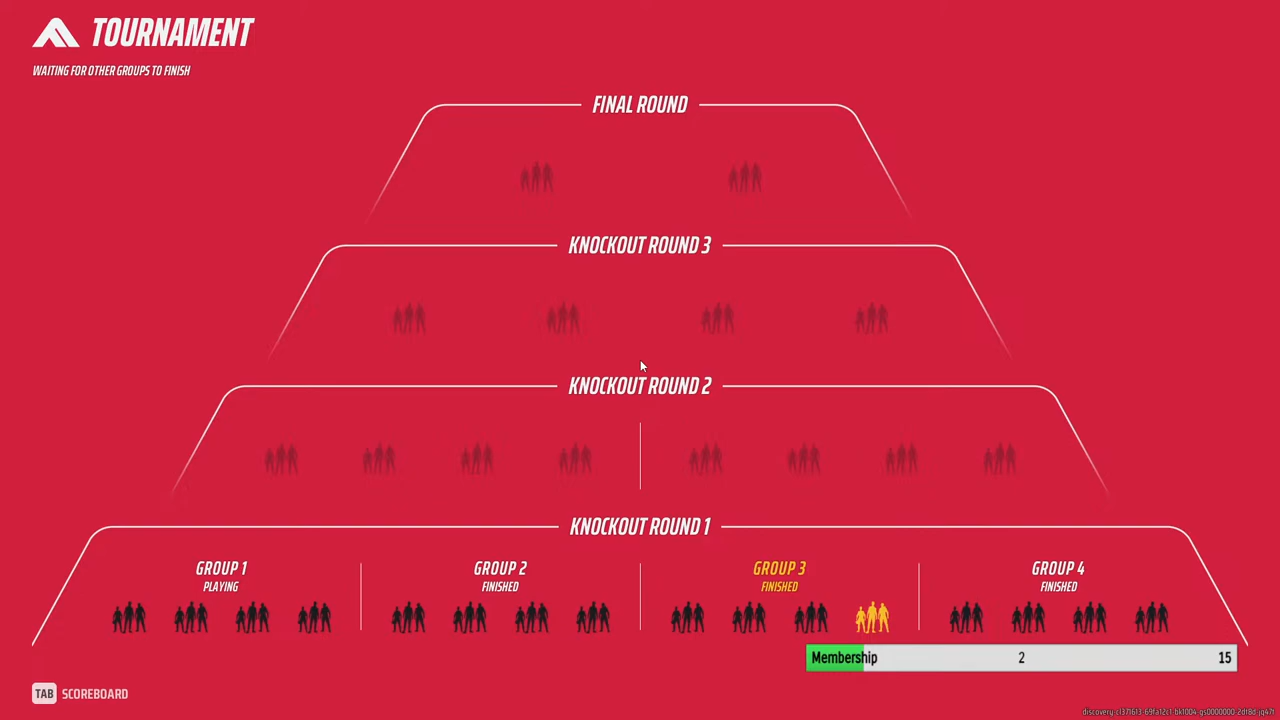 TOURNAMENT
WAITING FOR OTHER GROUPS TO FINISH
FINAL ROUND
KNOCKOUT ROUND 3
KNOCKOUT ROUND 2
KNOCKOUT ROUND 1
GROUP 1
PLAYING
GROUP 2
FINISHED
GROUP 3
FINISHED
GROUP 4
FINISHED
Membership 2 15
TAB SCOREBOARD